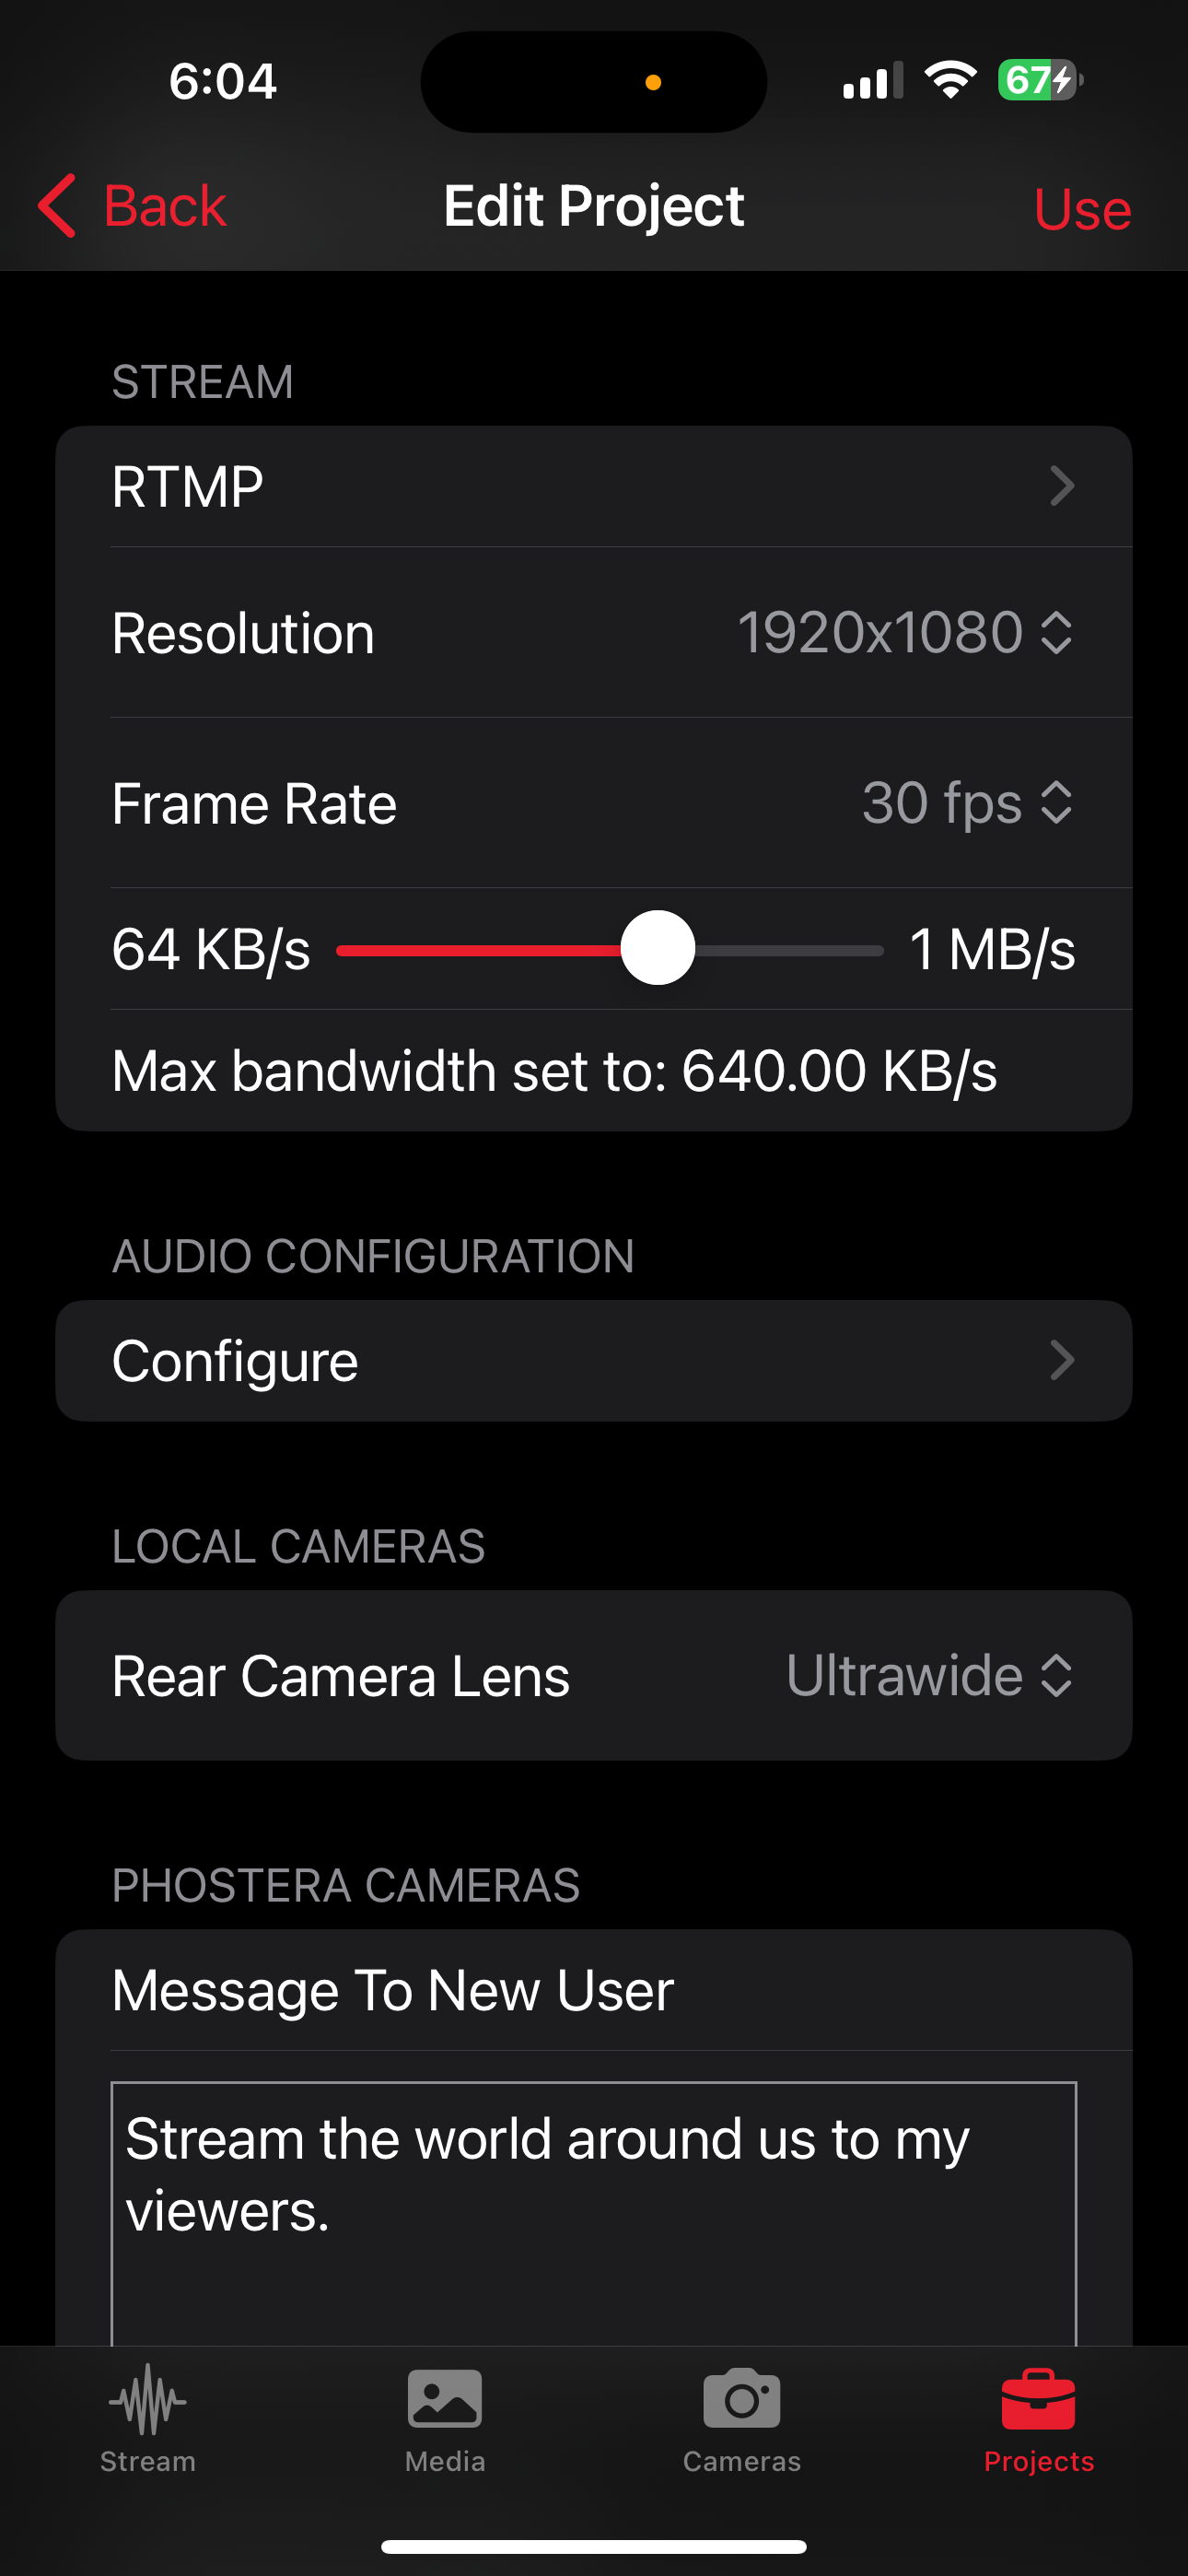 6:04
67
Back
Edit Project
Use
STREAM
RTMP
Resolution
1920x1080
Frame Rate
30 fps
64 KB/s
1 MB/s
Max bandwidth set to: 640.00 KB/s
AUDIO CONFIGURATION
Configure
LOCAL CAMERAS
Rear Camera Lens
Ultrawide
PHOSTERA CAMERAS
Message To New User
Stream the world around us to my
viewers.
Stream
Media
Cameras
Projects